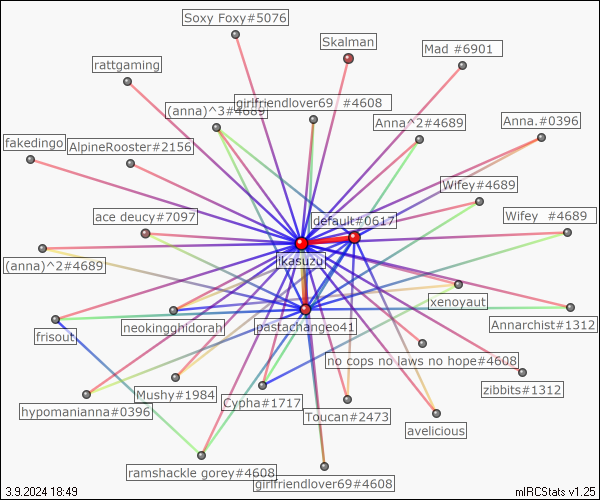 Soxy Foxy#5076
Skalman
Mad #6901
rattgaming
girlfriendlover69 #4608
(anna)^3#4689
Anna^2#4689
Anna.#0396
fakedingo
AlpineRooster#2156
Wifey#4689
ace deucy#7097
default#0617
Wifey #4689
(anna)^2#4689
ikasuzu
xenoyaut
frisout
neokingghidorah
pastachangeo41
Annarchist#1312
no cops no laws no hope#4608
hypomanianna#0396
Mushy#1984
Cypha#1717
Toucan#2473
zibbits#1312
avelicious
ramshackle gorey#4608
girlfriendlover69#4608
3.9.2024 18:49
mIRCStats v1.25